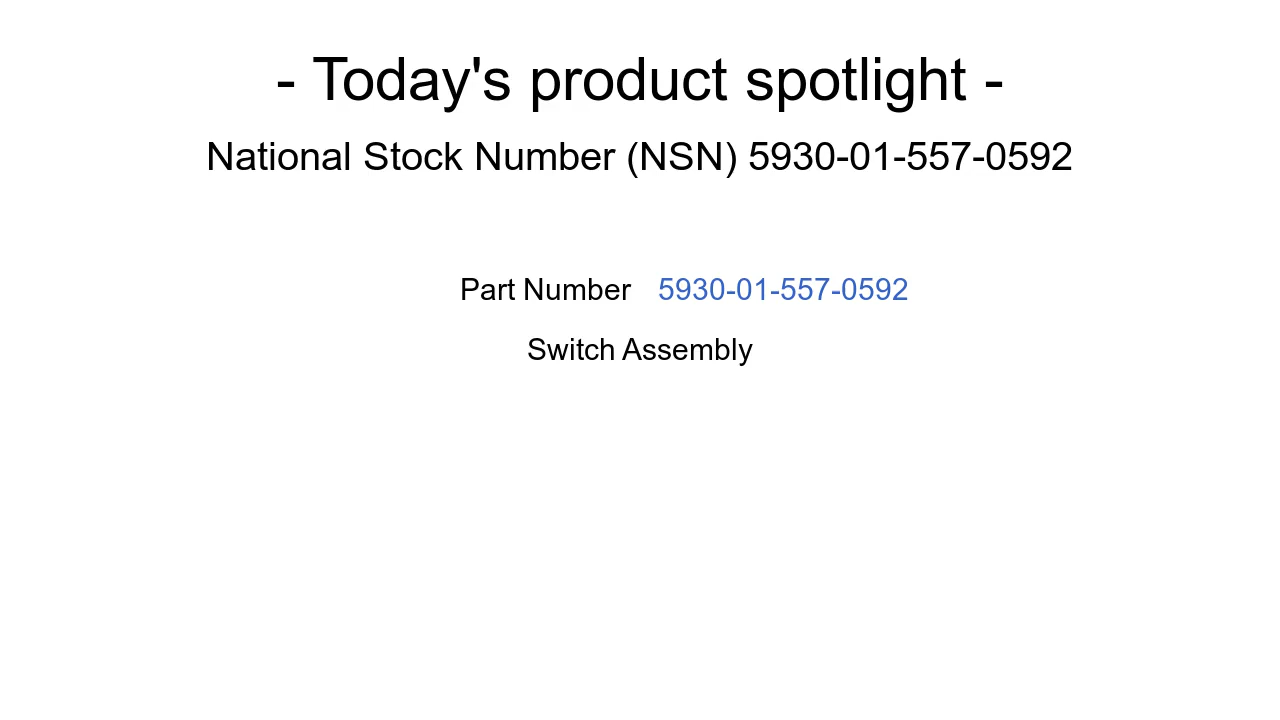 - Today's product spotlight -
National Stock Number (NSN) 5930-01-557-0592
Part Number 5930-01-557-0592
Switch Assembly